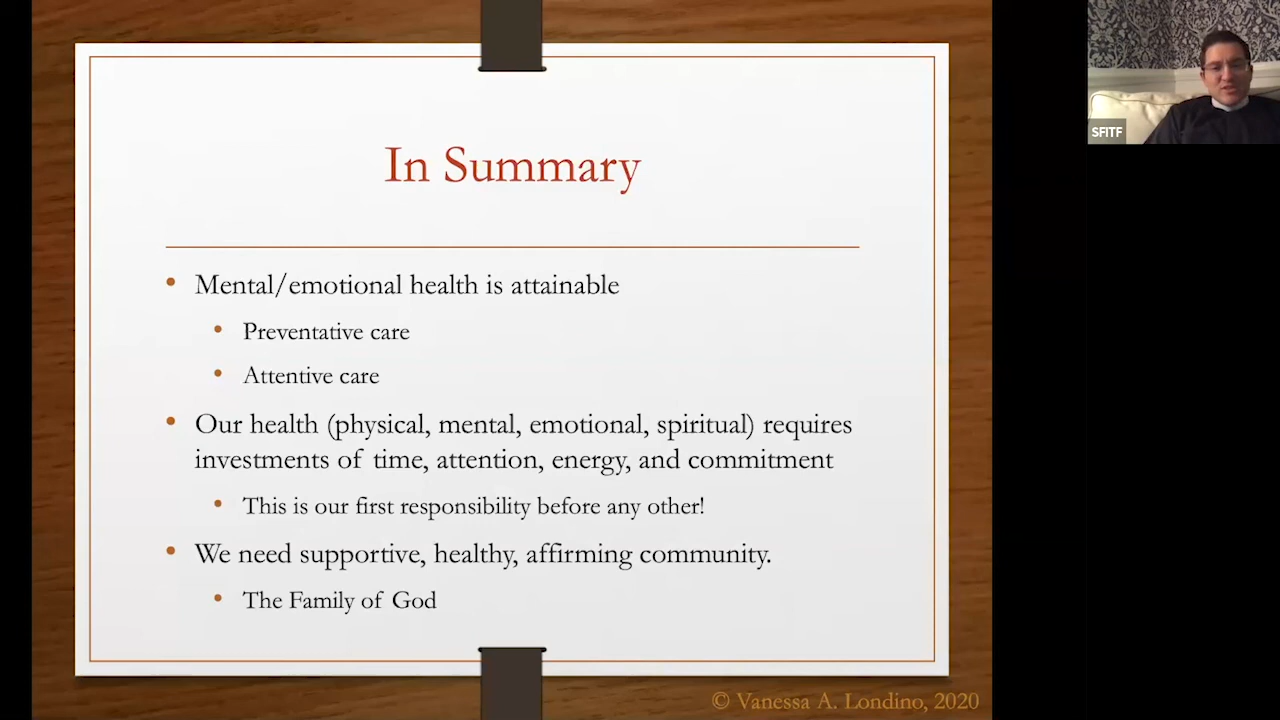 In Summary
• Mental/emotional health is attainable
• Preventative care
• Attentive care
• Our health (physical, mental, emotional, spiritual) requires
investments of time, attention, energy, and commitment
• This is our first responsibility before any other!
• We need supportive, healthy, affirming community.
• The Family of God
© Vanessa A. Londino, 2020
SFITF